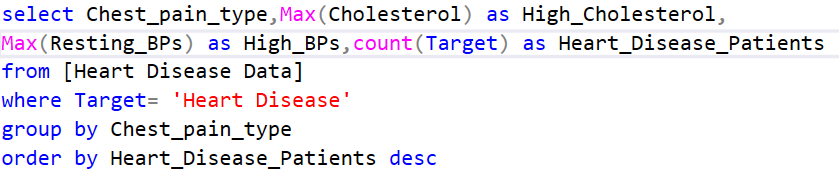 select Chest_pain_type,Max(Cholesterol) as High_Cholesterol,
Max(Resting_BPs) as High_BPs,count(Target) as Heart_Disease_Patients
from [Heart Disease Data]
where Target= 'Heart Disease'
group by Chest_pain_type
order by Heart_Disease_Patients desc